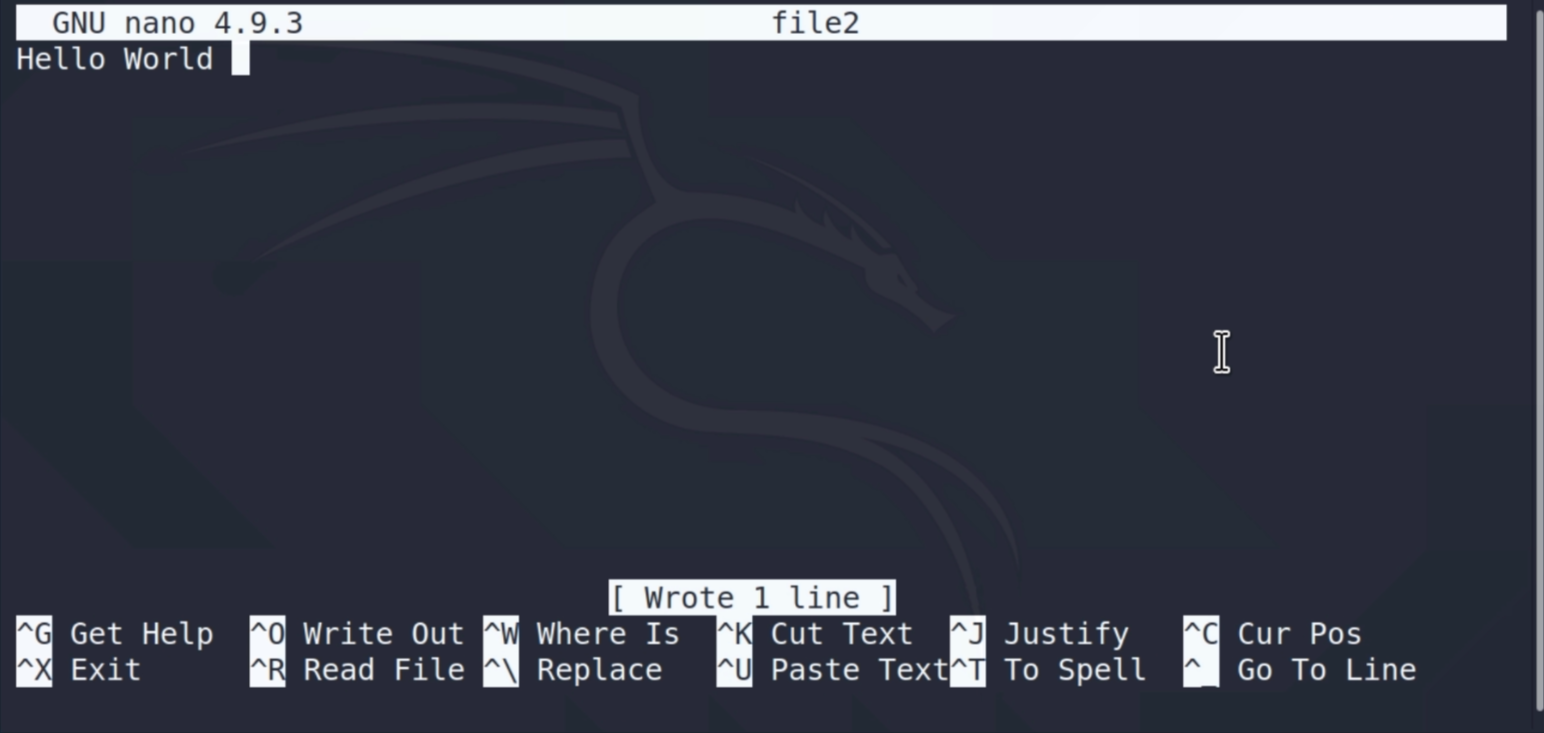 GNU nano 4.9.3 file2
Hello World
[ Wrote 1 line ]
^G Get Help ^O Write Out ^W Where Is ^K Cut Text ^J Justify ^C Cur Pos
^X Exit ^R Read File ^\ Replace ^U Paste Text ^T To Spell ^_ Go To Line